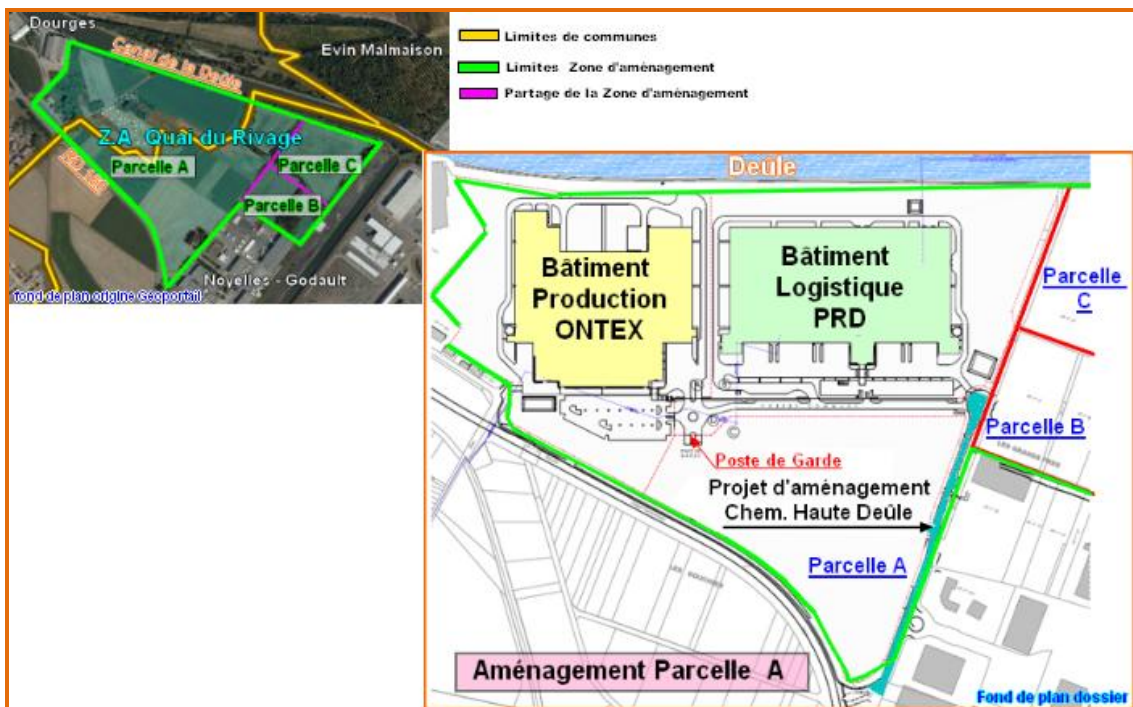 Dourges
Evin Malmaison
Canal de la Deûle
Z.A. Quai du Rivage
Parcelle A
Parcelle C
Parcelle B
Noyelles - Godault
fond de plan origine Géoportail
Limites de communes
Limites Zone d'aménagement
Partage de la Zone d'aménagement
Deûle
Bâtiment
Production
ONTEX
Bâtiment
Logistique
PRD
Parcelle
C
Parcelle B
Poste de Garde
Projet d'aménagement
Chem. Haute Deûle
Parcelle A
Aménagement Parcelle A
Fond de plan dossier